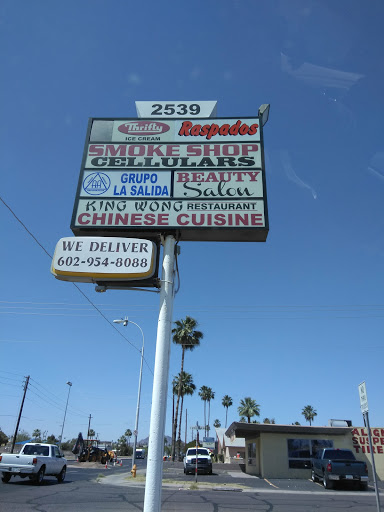 2539
Thrifty
ICE CREAM
Raspados
SMOKE SHOP
CELLULARS
GRUPO
LA SALIDA
BEAUTY
Salon
KING WONG RESTAURANT
CHINESE CUISINE
WE DELIVER
602-954-8088
TIRE